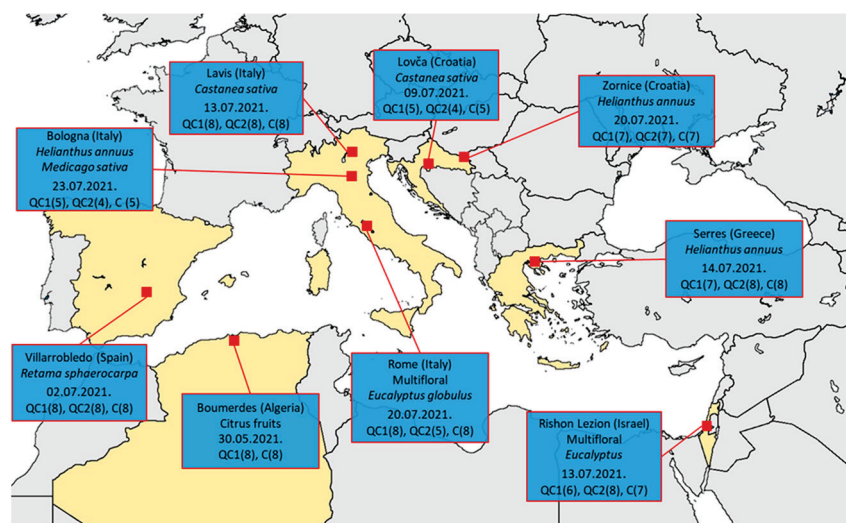 Lavis (Italy)
Castanea sativa
13.07.2021.
QC1(8), QC2(8), C(8)
Lovča (Croatia)
Castanea sativa
09.07.2021.
QC1(5), QC2(4), C(5)
Zornice (Croatia)
Helianthus annuus
20.07.2021.
QC1(7), QC2(7), C(7)
Bologna (Italy)
Helianthus annuus
Medicago sativa
23.07.2021.
QC1(5), QC2(4), C (5)
Serres (Greece)
Helianthus annuus
14.07.2021.
QC1(7), QC2(8), C(8)
Villarrobledo (Spain)
Retama sphaerocarpa
02.07.2021.
QC1(8), QC2(8), C(8)
Boumerdes (Algeria)
Citrus fruits
30.05.2021.
QC1(8), C(8)
Rome (Italy)
Multifloral
Eucalyptus globulus
20.07.2021.
QC1(8), QC2(5), C(8)
Rishon Lezion (Israel)
Multifloral
Eucalyptus
13.07.2021.
QC1(6), QC2(8), C(7)